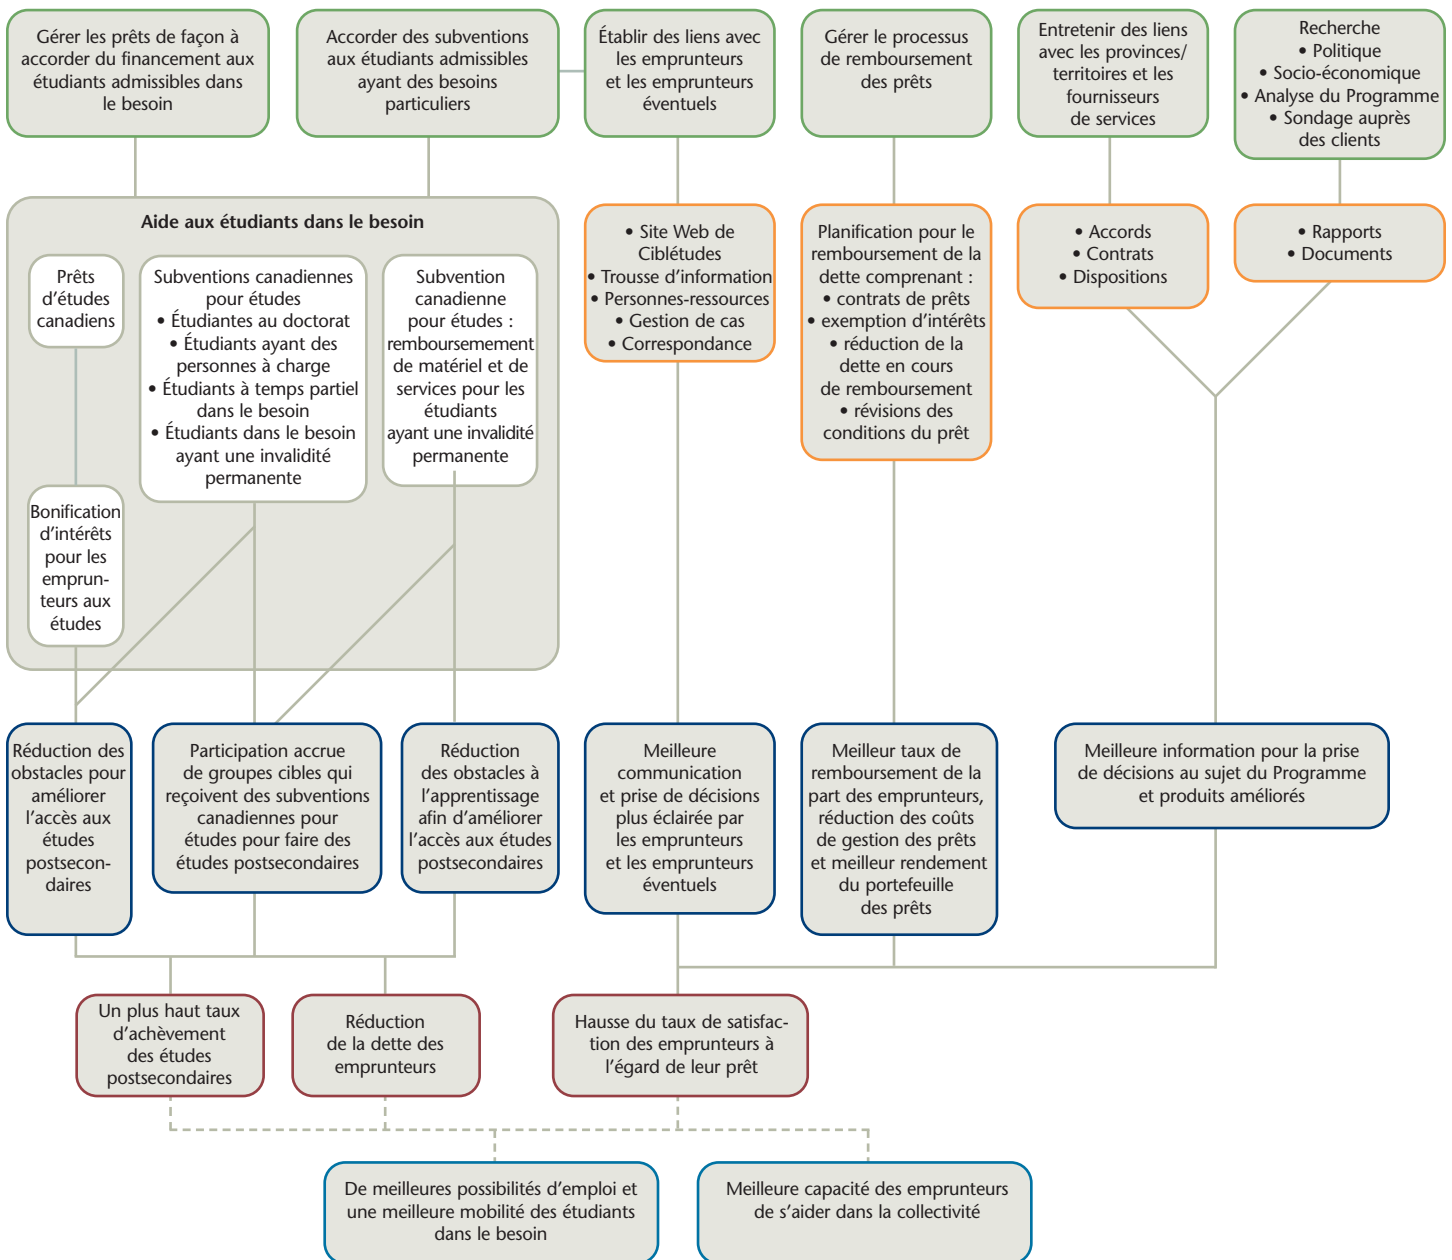 Gérer les prêts de façon à
accorder du financement aux
étudiants admissibles dans
le besoin
Accorder des subventions
aux étudiants admissibles
ayant des besoins
particuliers
Établir des liens avec
les emprunteurs
et les emprunteurs
éventuels
Gérer le processus
de remboursement
des prêts
Entretenir des liens
avec les provinces/
territoires et les
fournisseurs
de services
Recherche
• Politique
• Socio-économique
• Analyse du Programme
• Sondage auprès
des clients
Aide aux étudiants dans le besoin
Prêts
d'études
canadiens
Subventions canadiennes
pour études
• Étudiantes au doctorat
• Étudiants ayant des
personnes à charge
• Étudiants à temps partiel
dans le besoin
• Étudiants dans le besoin
ayant une invalidité
permanente
Subvention
canadienne
pour études :
remboursemement
de matériel et de
services pour les
étudiants
ayant une invalidité
permanente
Bonification
d'intérêts
pour les
emprun-
teurs aux
études
• Site Web de
Ciblétudes
• Trousse d'information
• Personnes-ressources
• Gestion de cas
• Correspondance
Planification pour le
remboursement de la
dette comprenant :
• contrats de prêts
• exemption d'intérêts
• réduction de la
dette en cours
de remboursement
• révisions des
conditions du prêt
• Accords
• Contrats
• Dispositions
• Rapports
• Documents
Réduction des
obstacles pour
améliorer
l'accès aux
études
postsecon-
daires
Participation accrue
de groupes cibles qui
reçoivent des subventions
canadiennes pour
études pour faire des
études postsecondaires
Réduction
des obstacles à
l'apprentissage
afin d'améliorer
l'accès aux études
postsecondaires
Meilleure
communication
et prise de décisions
plus éclairée par
les emprunteurs
et les emprunteurs
éventuels
Meilleur taux de
remboursement de la
part des emprunteurs,
réduction des coûts
de gestion des prêts
et meilleur rendement
du portefeuille
des prêts
Meilleure information pour la prise
de décisions au sujet du Programme
et produits améliorés
Un plus haut taux
d'achèvement
des études
postsecondaires
Réduction
de la dette des
emprunteurs
Hausse du taux de satisfac-
tion des emprunteurs à
l'égard de leur prêt
De meilleures possibilités d'emploi et
une meilleure mobilité des étudiants
dans le besoin
Meilleure capacité des emprunteurs
de s'aider dans la collectivité